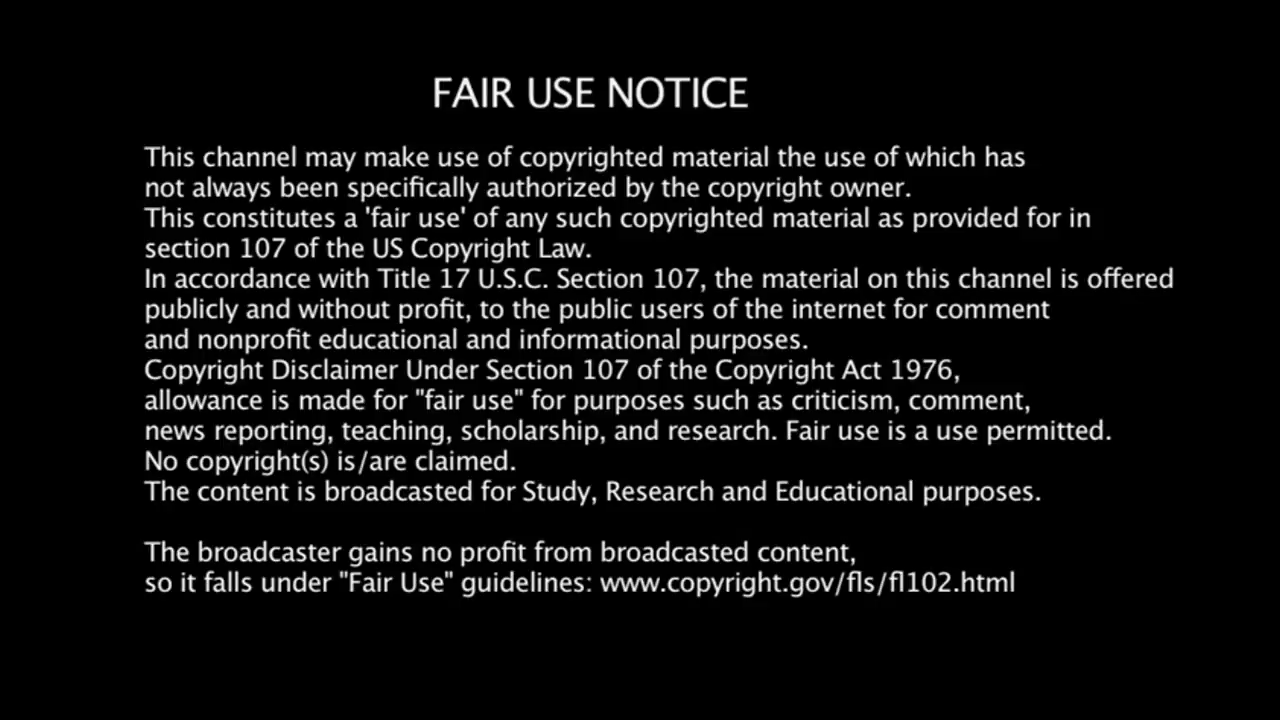 FAIR USE NOTICE
This channel may make use of copyrighted material the use of which has
not always been specifically authorized by the copyright owner.
This constitutes a 'fair use' of any such copyrighted material as provided for in
section 107 of the US Copyright Law.
In accordance with Title 17 U.S.C. Section 107, the material on this channel is offered
publicly and without profit, to the public users of the internet for comment
and nonprofit educational and informational purposes.
Copyright Disclaimer Under Section 107 of the Copyright Act 1976,
allowance is made for "fair use" for purposes such as criticism, comment,
news reporting, teaching, scholarship, and research. Fair use is a use permitted.
No copyright(s) is/are claimed.
The content is broadcasted for Study, Research and Educational purposes.
The broadcaster gains no profit from broadcasted content,
so it falls under "Fair Use" guidelines: www.copyright.gov/fls/fl102.html